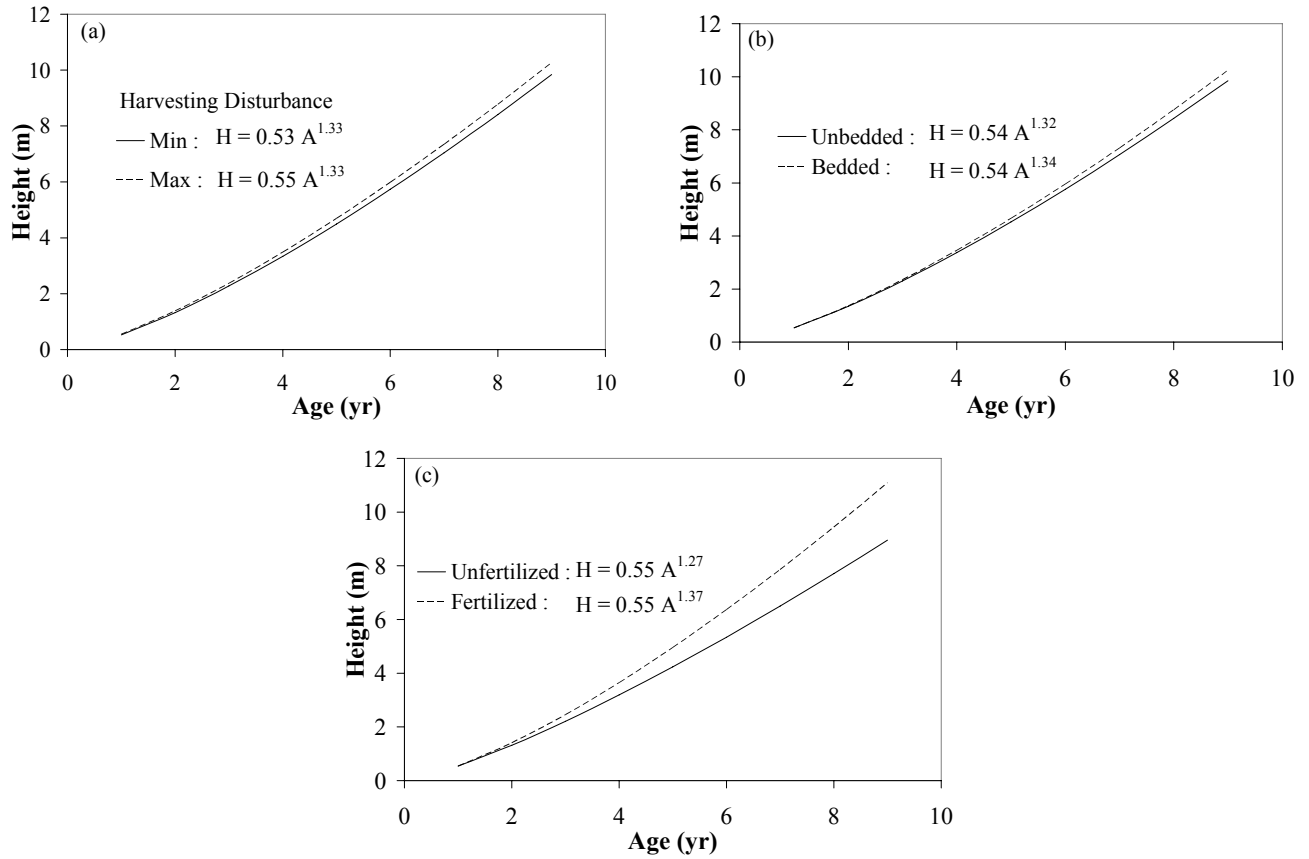 (a)
12
10
8
6
4
2
0
Height (m)
Harvesting Disturbance
Min : H = 0.53 A^1.33
Max : H = 0.55 A^1.33
0 2 4 6 8 10
Age (yr)
(b)
12
10
8
6
4
2
0
Height (m)
Unbedded : H = 0.54 A^1.32
Bedded : H = 0.54 A^1.34
0 2 4 6 8 10
Age (yr)
(c)
12
10
8
6
4
2
0
Height (m)
Unfertilized : H = 0.55 A^1.27
Fertilized : H = 0.55 A^1.37
0 2 4 6 8 10
Age (yr)